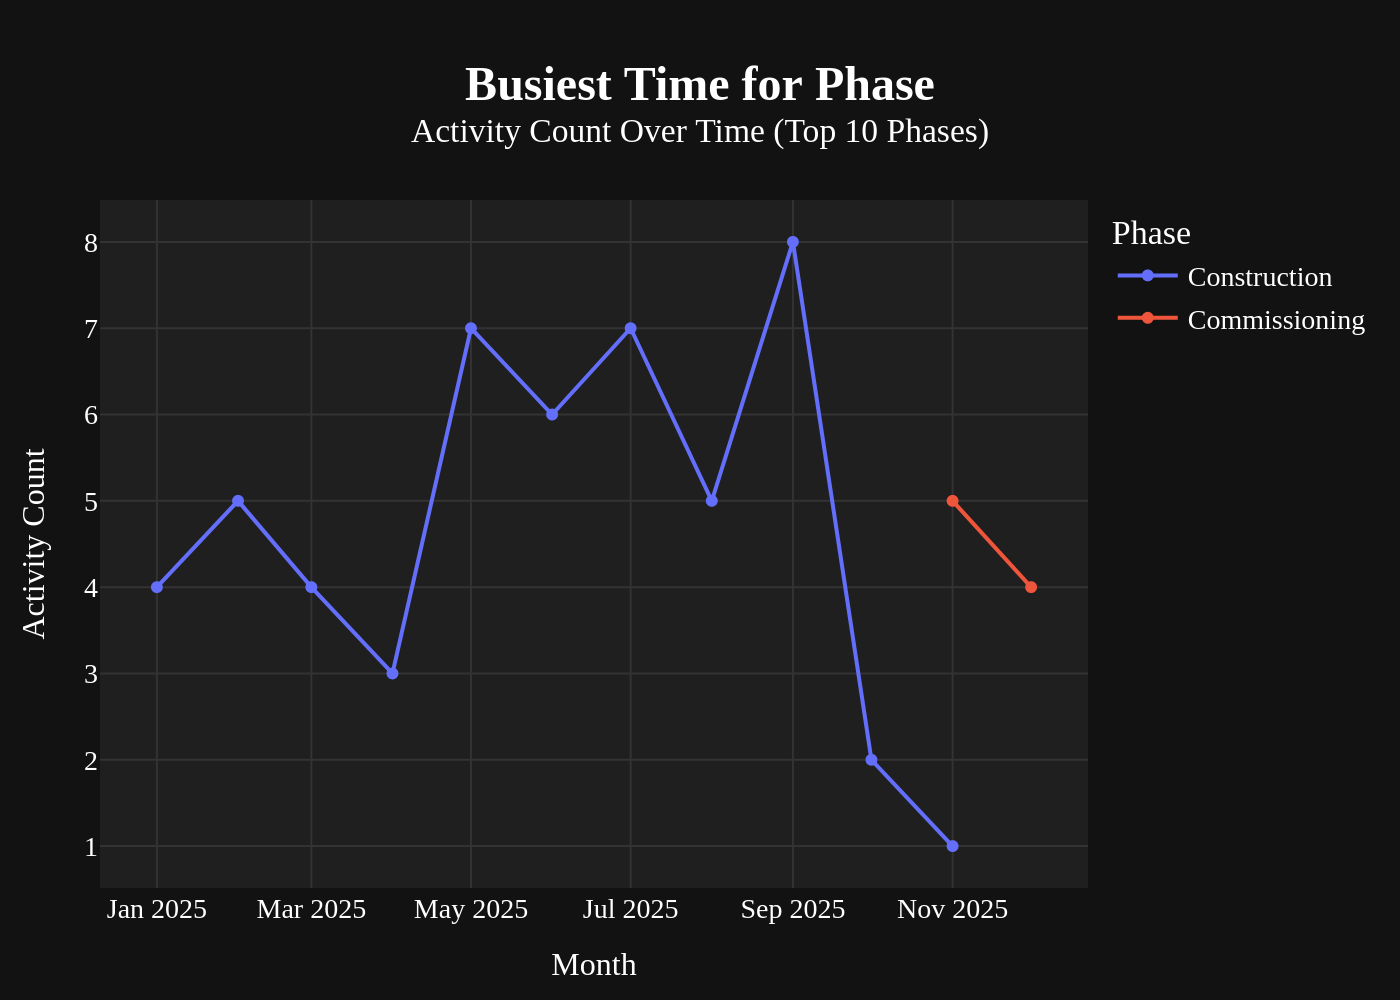 Busiest Time for Phase
Activity Count Over Time (Top 10 Phases)
Phase
Construction
Commissioning
Activity Count
8
7
6
5
4
3
2
1
Jan 2025 Mar 2025 May 2025 Jul 2025 Sep 2025 Nov 2025
Month